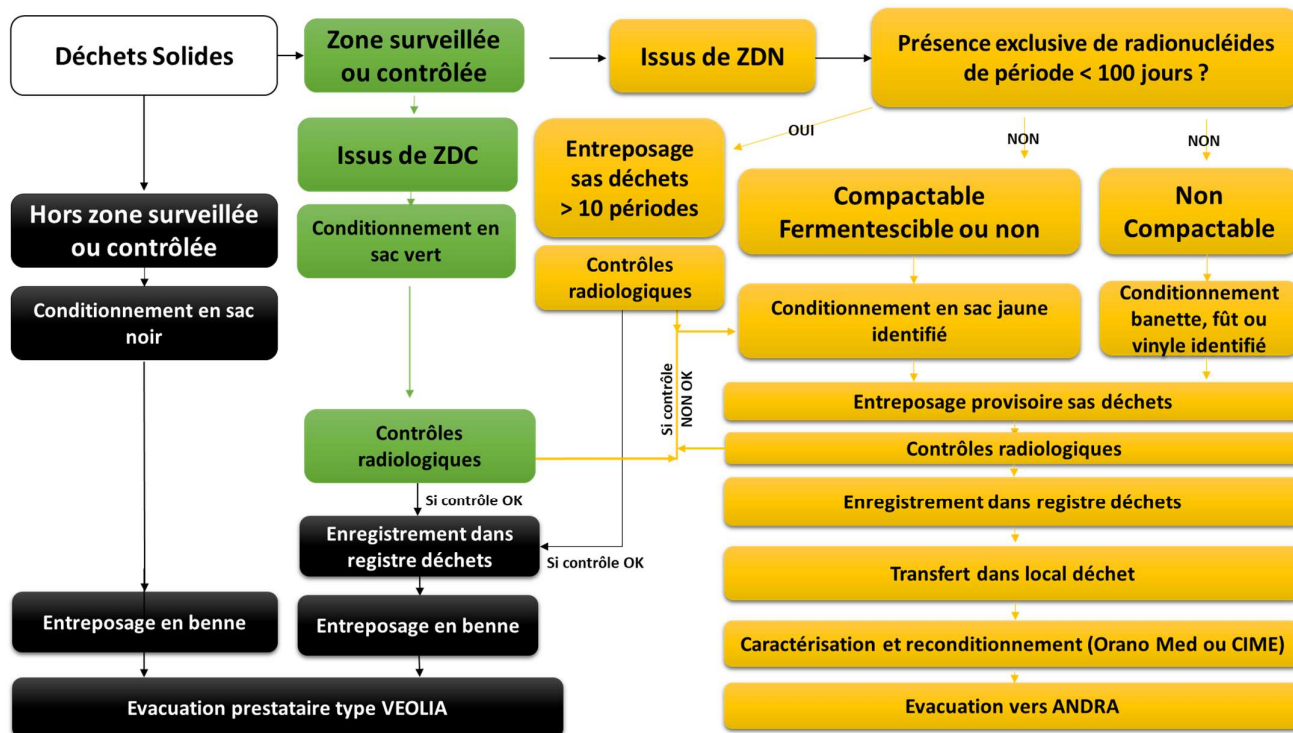 Déchets Solides
Zone surveillée
ou contrôlée
Issus de ZDN
Présence exclusive de radionucléides
de période < 100 jours ?
OUI
NON
NON
Issus de ZDC
Entreposage
sas déchets
> 10 périodes
Compactable
Fermentescible ou non
Non
Compactable
Hors zone surveillée
ou contrôlée
Conditionnement en
sac vert
Contrôles
radiologiques
Conditionnement en sac noir
Conditionnement en sac jaune
identifié
Conditionnement
banette, fût ou
vinyle identifié
Si contrôle
NON OK
Entreposage provisoire sas déchets
Contrôles
radiologiques
Contrôles radiologiques
Si contrôle OK
Enregistrement dans registre déchets
Enregistrement dans
registre déchets
Si contrôle OK
Transfert dans local déchet
Entreposage en benne
Entreposage en benne
Caractérisation et reconditionnement (Orano Med ou CIME)
Evacuation prestataire type VEOLIA
Evacuation vers ANDRA